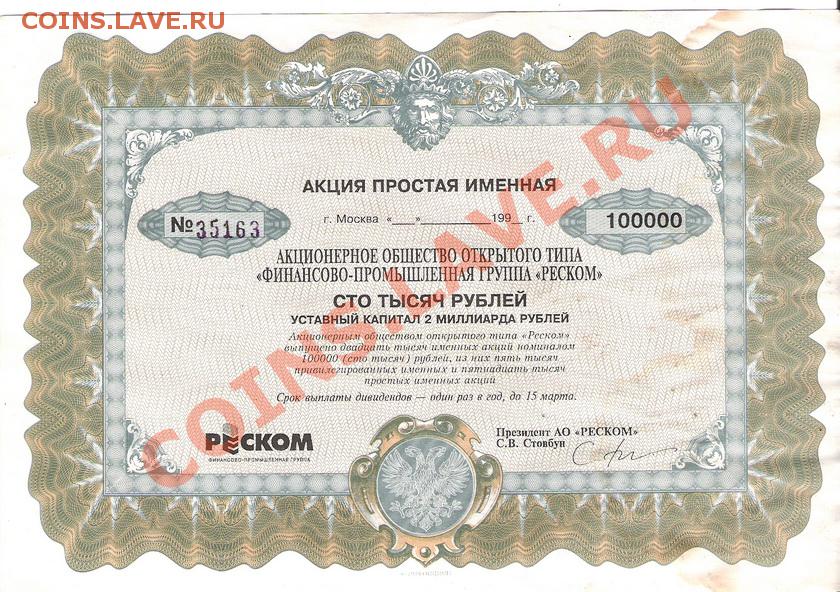 COINS.LAVE.RU
АКЦИЯ ПРОСТАЯ ИМЕННАЯ
г. Москва «___»____________199__ г.
№35163
100000
АКЦИОНЕРНОЕ ОБЩЕСТВО ОТКРЫТОГО ТИПА
«ФИНАНСОВО-ПРОМЫШЛЕННАЯ ГРУППА «РЕСКОМ»
СТО ТЫСЯЧ РУБЛЕЙ
УСТАВНЫЙ КАПИТАЛ 2 МИЛЛИАРДА РУБЛЕЙ
Акционерным обществом открытого типа «Реском»
выпущено двадцать тысяч именных акций номиналом
100000 (сто тысяч) рублей, из них пять тысяч
привилегированных именных и пятнадцать тысяч
простых именных акций
Срок выплаты дивидендов — один раз в год, до 15 марта.
РЕСКОМ
ФИНАНСОВО-ПРОМЫШЛЕННАЯ ГРУППА
Президент АО «РЕСКОМ»
С.В. Стовбун
COINS.LAVE.RU